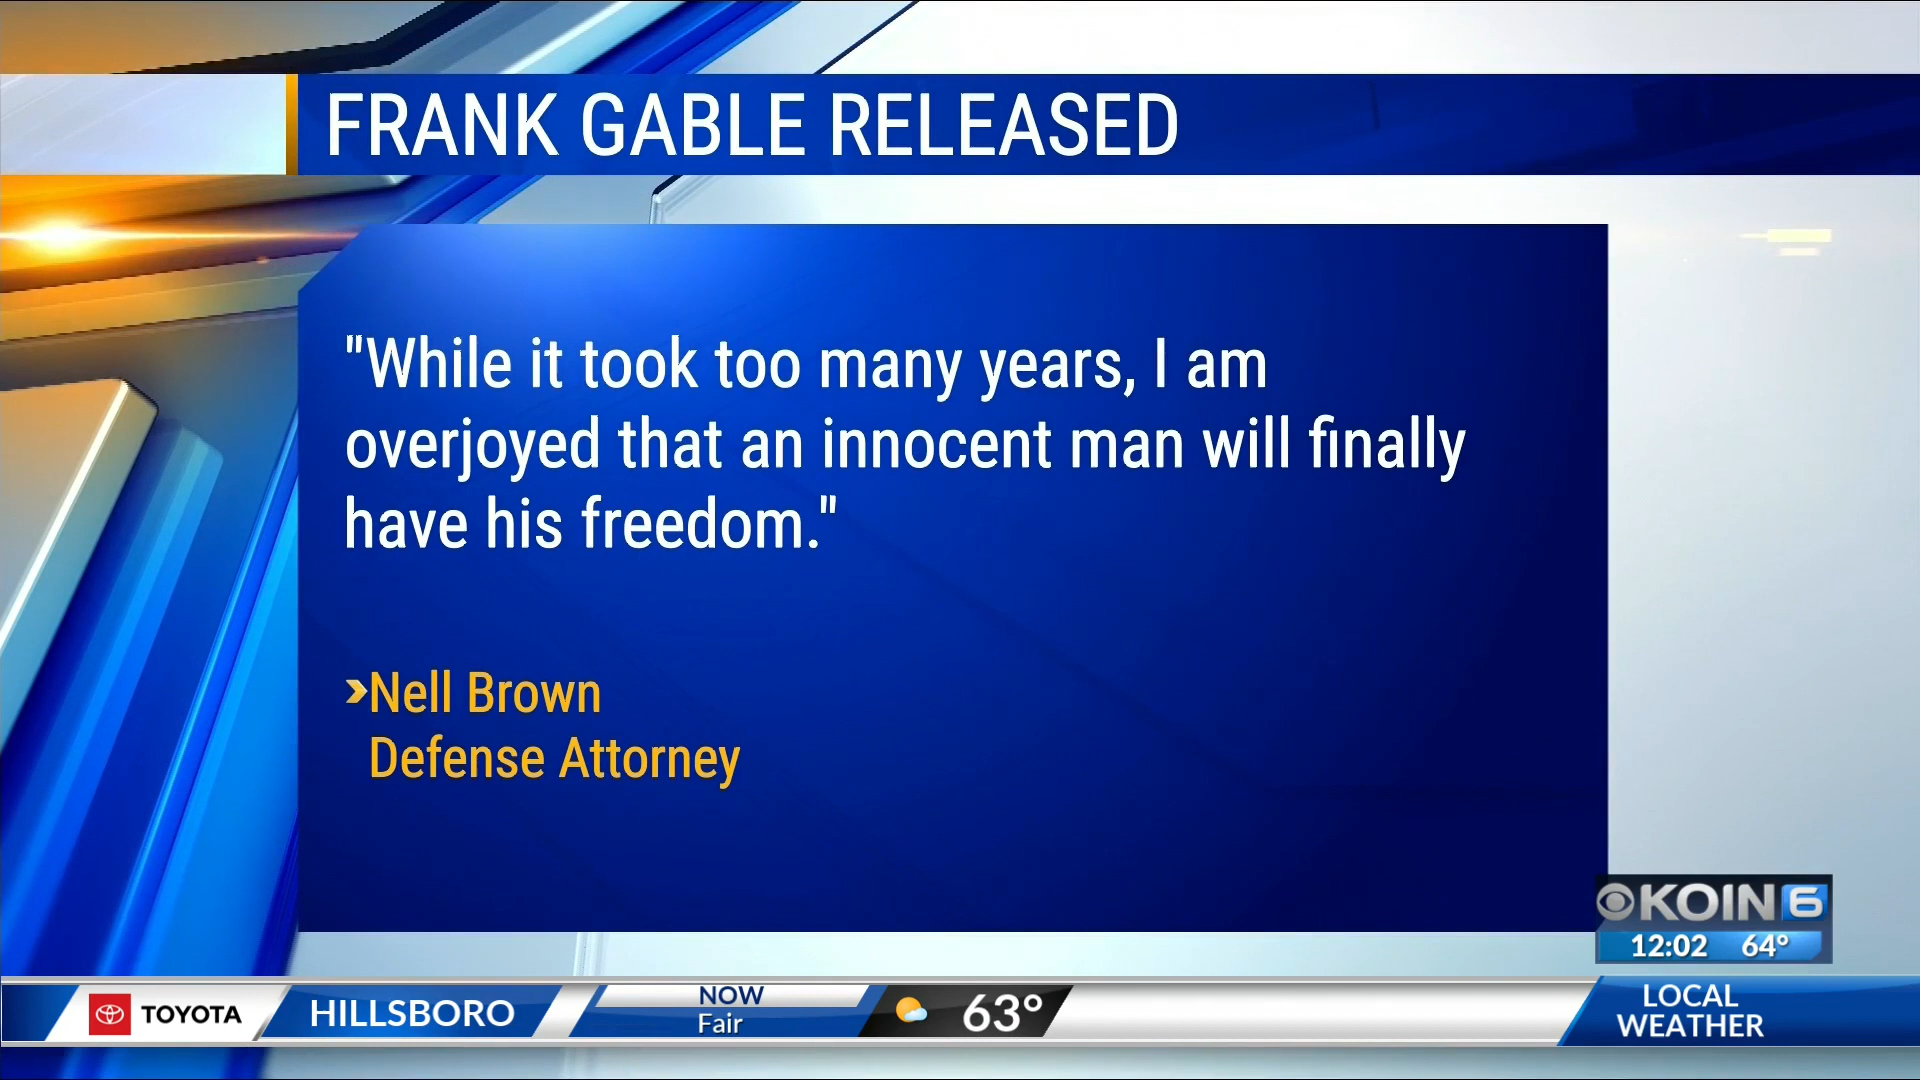 FRANK GABLE RELEASED
"While it took too many years, I am
overjoyed that an innocent man will finally
have his freedom."
Nell Brown
Defense Attorney
KOIN 6
12:02 64°
TOYOTA
HILLSBORO
NOW
Fair
63°
LOCAL
WEATHER